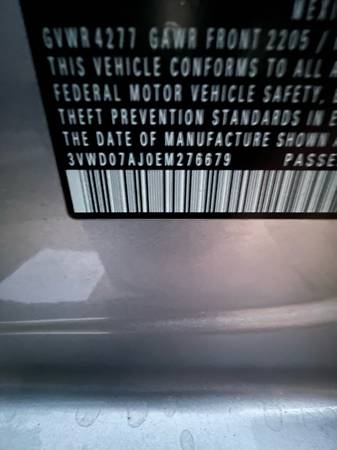 MEXI
GVWR 4277 GAWR FRONT 2205 /
THIS VEHICLE CONFORMS TO ALL A
FEDERAL MOTOR VEHICLE SAFETY,
THEFT PREVENTION STANDARDS IN E
THE DATE OF MANUFACTURE SHOWN
3VWD07AJ0EM276679 PASSE